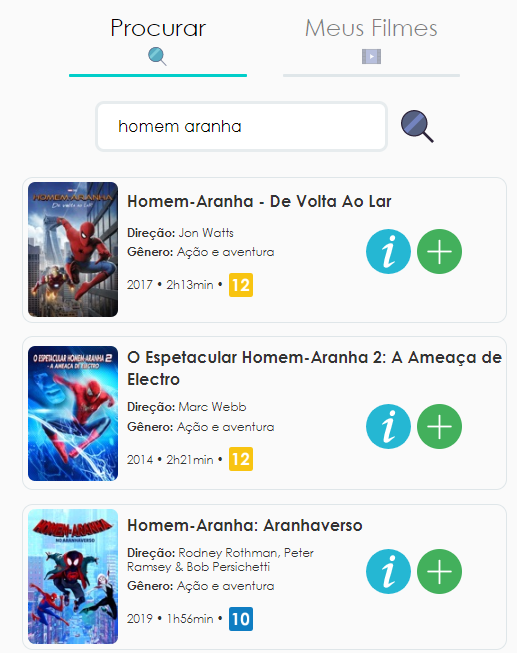 Procurar
Meus Filmes
homem aranha
HOMEM-ARANHA
De Volta ao Lar
Homem-Aranha - De Volta Ao Lar
Direção: Jon Watts
Gênero: Ação e aventura
2017 • 2h13min • 12
i
O ESPETACULAR HOMEM-ARANHA 2
- A AMEAÇA DE ELECTRO
O Espetacular Homem-Aranha 2: A Ameaça de
Electro
Direção: Marc Webb
Gênero: Ação e aventura
2014 • 2h21min • 12
i
HOMEM-ARANHA
NO ARANHAVERSO
Homem-Aranha: Aranhaverso
Direção: Rodney Rothman, Peter
Ramsey & Bob Persichetti
Gênero: Ação e aventura
2019 • 1h56min • 10
i